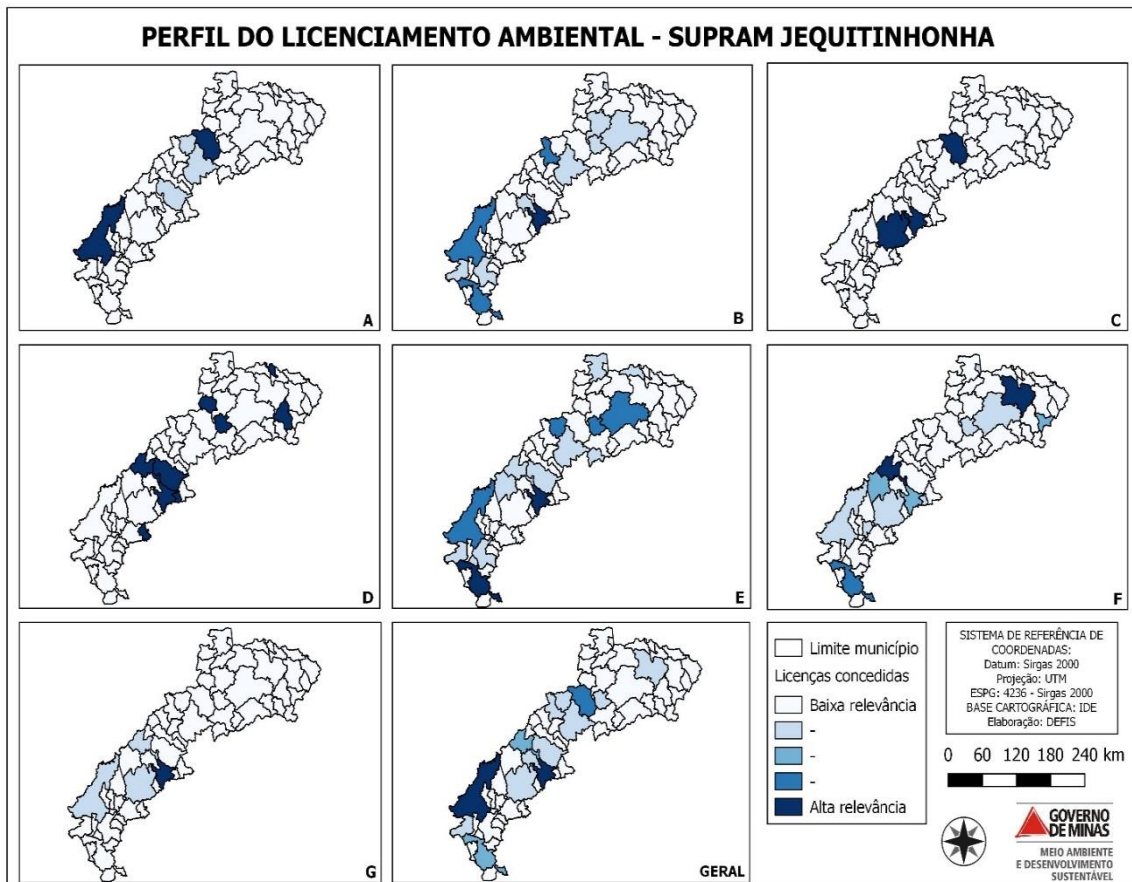 PERFIL DO LICENCIAMENTO AMBIENTAL - SUPRAM JEQUITINHONHA
A
B
C
D
E
F
G
GERAL
Limite município
Licenças concedidas
Baixa relevância
-
-
-
Alta relevância
SISTEMA DE REFERÊNCIA DE
COORDENADAS:
Datum: Sirgas 2000
Projeção: UTM
ESPG: 4236 - Sirgas 2000
BASE CARTOGRÁFICA: IDE
Elaboração: DEFIS
0 60 120 180 240 km
GOVERNO
DE MINAS
MEIO AMBIENTE
E DESENVOLVIMENTO
SUSTENTÁVEL